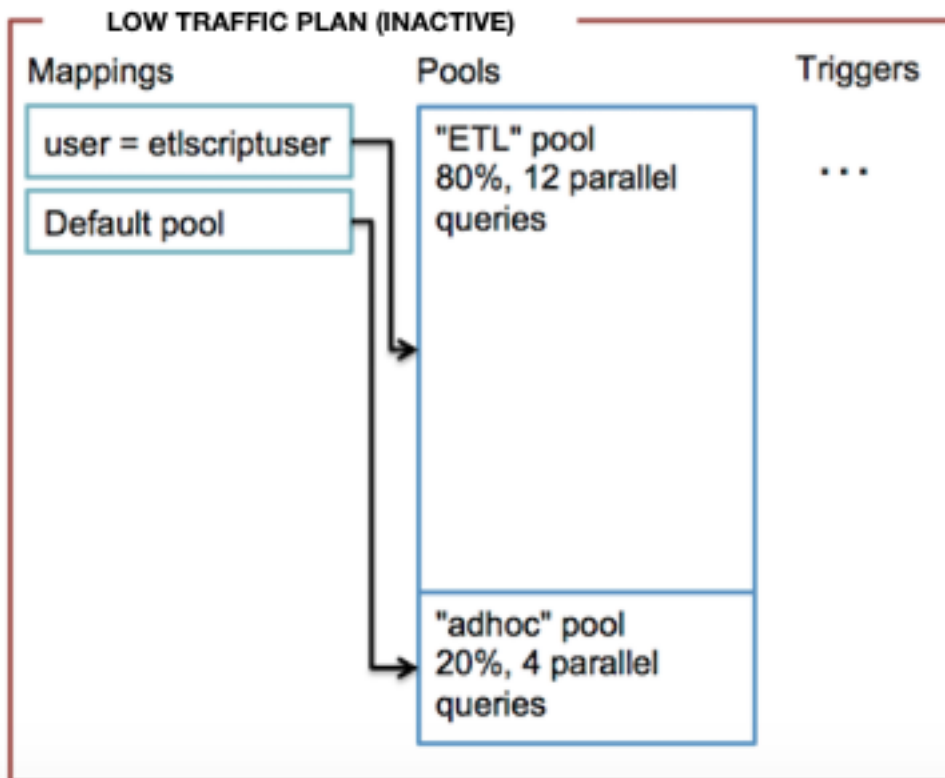 LOW TRAFFIC PLAN (INACTIVE)
Mappings
Pools
Triggers
user = etlscriptuser
Default pool
"ETL" pool
80%, 12 parallel
queries
...
"adhoc" pool
20%, 4 parallel
queries